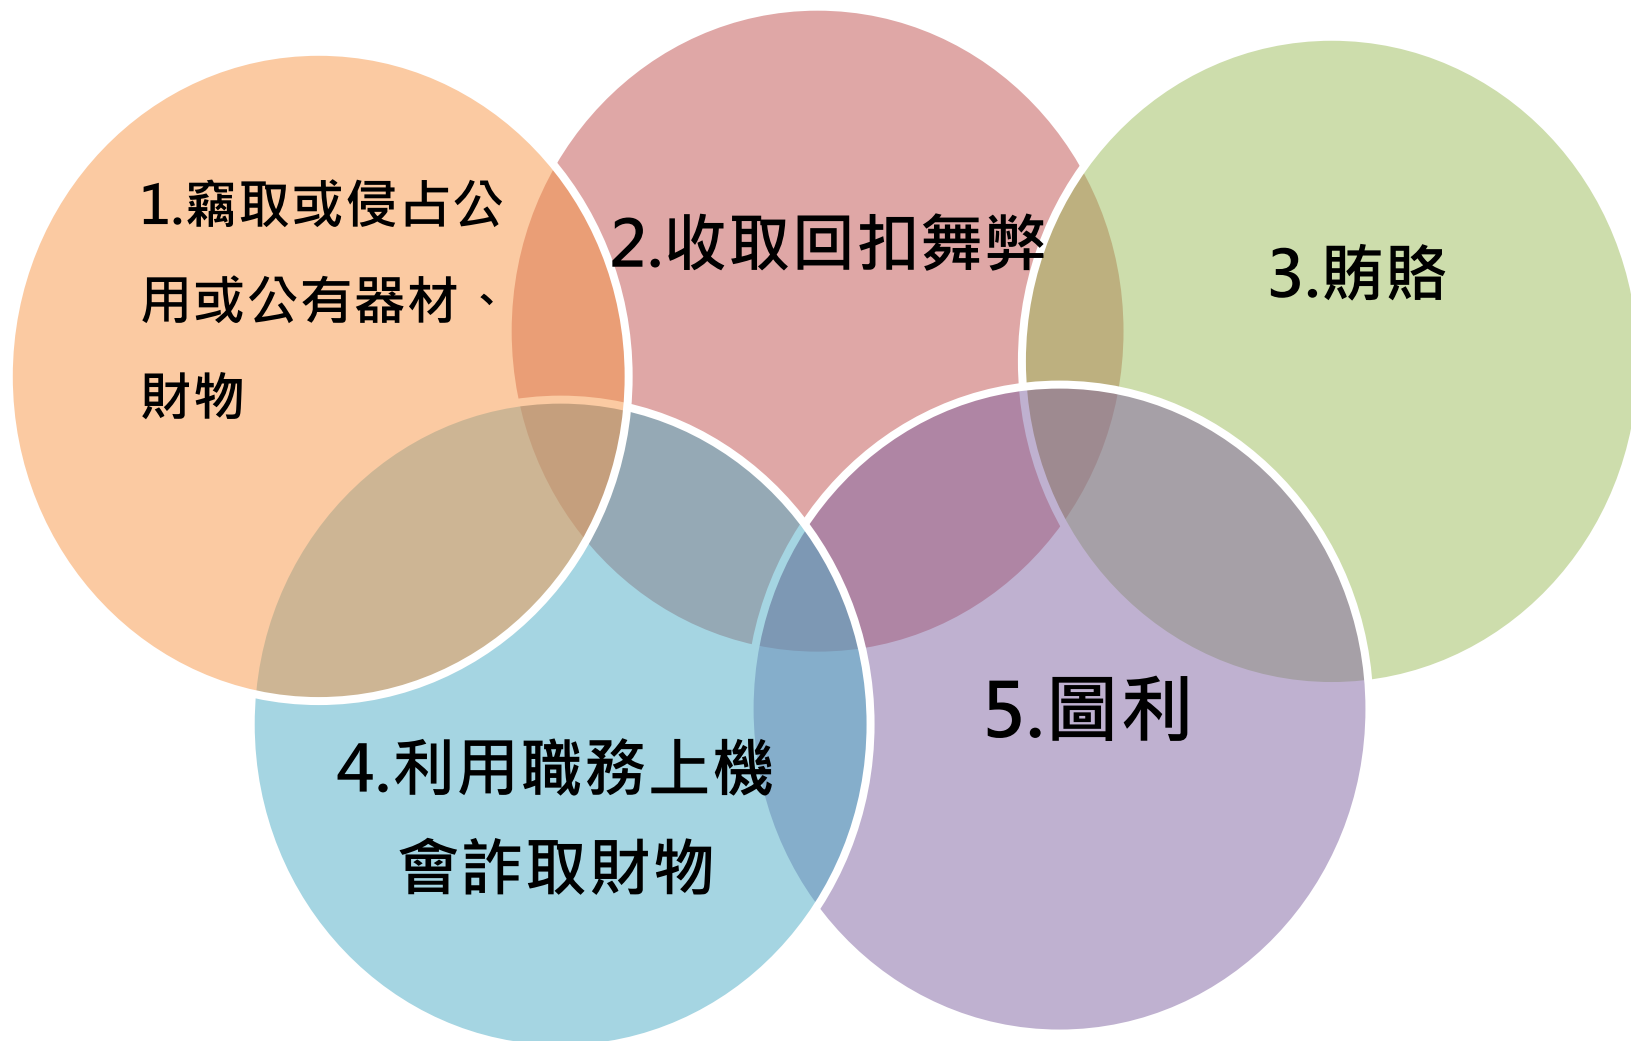 1.竊取或侵占公
用或公有器材、
財物
2.收取回扣舞弊
3.賄賂
4.利用職務上機
會詐取財物
5.圖利